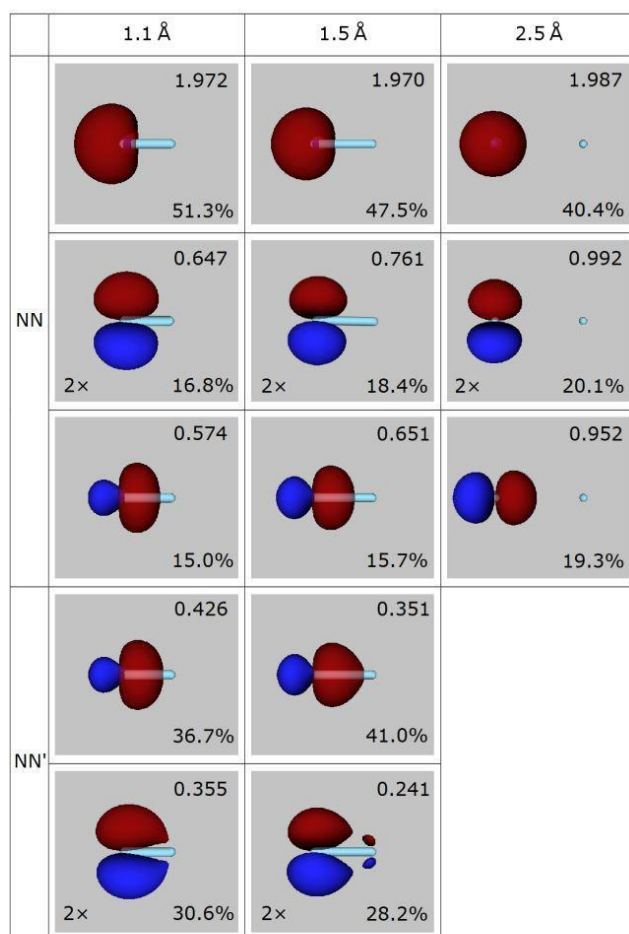 1.1 Å 1.5 Å 2.5 Å
NN
1.972 1.970 1.987
51.3% 47.5% 40.4%
0.647 0.761 0.992
2× 16.8% 2× 18.4% 2× 20.1%
0.574 0.651 0.952
15.0% 15.7% 19.3%
NN'
0.426 0.351
36.7% 41.0%
0.355 0.241
2× 30.6% 2× 28.2%